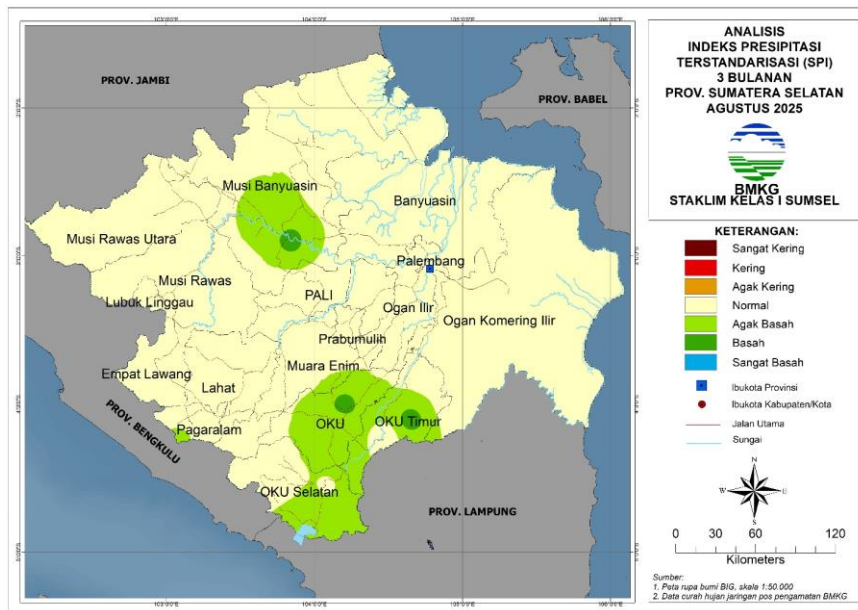 ANALISIS
INDEKS PRESIPITASI
TERSTANDARISASI (SPI)
3 BULANAN
PROV. SUMATERA SELATAN
AGUSTUS 2025
BMKG
STAKLIM KELAS I SUMSEL
KETERANGAN:
Sangat Kering
Kering
Agak Kering
Normal
Agak Basah
Basah
Sangat Basah
Ibukota Provinsi
Ibukota Kabupaten/Kota
Jalan Utama
Sungai
N
W E
S
0 30 60 120
Kilometers
Sumber:
1. Peta rupa bumi BIG, skala 1:50.000
2. Data curah hujan jaringan pos pengamatan BMKG
PROV. JAMBI
PROV. BABEL
Musi Banyuasin
Banyuasin
Musi Rawas Utara
Palembang
Musi Rawas
PALI
Lubuk Linggau
Ogan Ilir
Ogan Komering Ilir
Prabumulih
Muara Enim
Empat Lawang
Lahat
OKU
OKU Timur
Pagaralam
PROV. BENGKULU
OKU Selatan
PROV. LAMPUNG